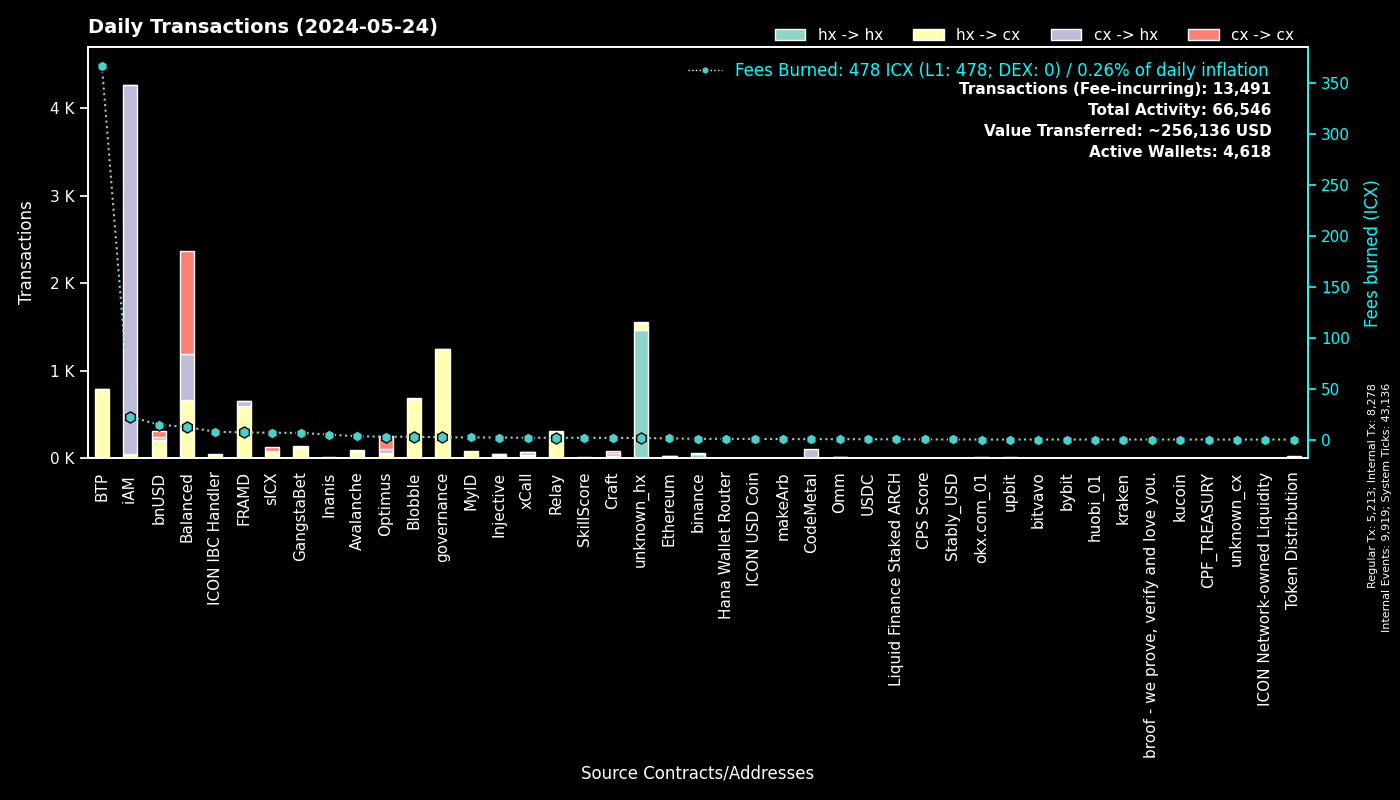 Daily Transactions (2024-05-24)
hx -> hx
hx -> cx
cx -> hx
cx -> cx
Fees Burned: 478 ICX (L1: 478; DEX: 0) / 0.26% of daily inflation
Transactions (Fee-incurring): 13,491
Total Activity: 66,546
Value Transferred: ~256,136 USD
Active Wallets: 4,618
Transactions
4 K
3 K
2 K
1 K
0 K
350
300
250
200
150
100
50
0
Fees burned (ICX)
Regular Tx: 5,213; Internal Tx: 8,278
Internal Events: 9,919; System Ticks: 43,136
BTP
iAM
bnUSD
Balanced
ICON IBC Handler
FRAMD
sICX
GangstaBet
Inanis
Avalanche
Optimus
Blobble
governance
MyID
Injective
xCall
Relay
SkillScore
Craft
unknown_hx
Ethereum
binance
Hana Wallet Router
ICON USD Coin
makeArb
CodeMetal
Omm
USDC
Liquid Finance Staked ARCH
CPS Score
Stably_USD
okx.com_01
upbit
bitvavo
bybit
huobi_01
kraken
broof - we prove, verify and love you.
kucoin
CPF_TREASURY
unknown_cx
ICON Network-owned Liquidity
Token Distribution
Source Contracts/Addresses